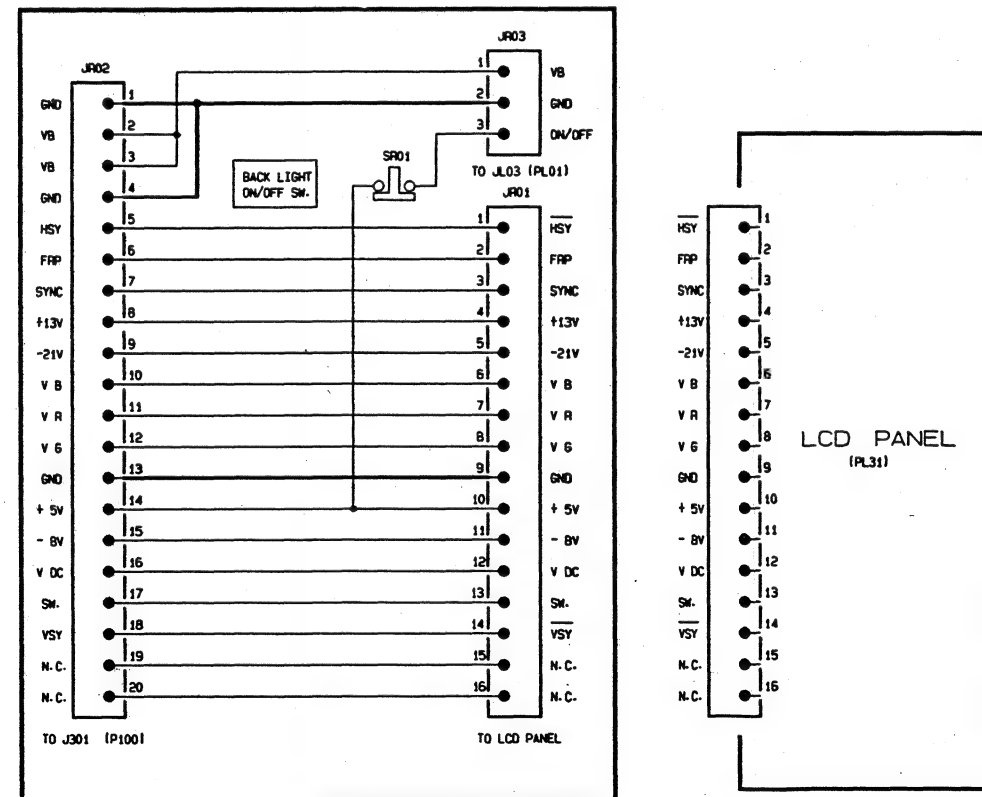 JR02
GND 1
VB 2
VB 3
GND 4
HSY 5
FRP 6
SYNC 7
+13V 8
-21V 9
V B 10
V R 11
V G 12
GND 13
+ 5V 14
- 8V 15
V DC 16
SW. 17
VSY 18
N.C. 19
N.C. 20
TO J301 (P100)
BACK LIGHT
ON/OFF SW.
SR01
JR03
1 VB
2 GND
3 ON/OFF
TO JL03 (PL01)
JR01
1 H̅S̅Y̅
2 FRP
3 SYNC
4 +13V
5 -21V
6 V B
7 V R
8 V G
9 GND
10 + 5V
11 - 8V
12 V DC
13 SW.
14 V̅S̅Y̅
15 N.C.
16 N.C.
TO LCD PANEL
H̅S̅Y̅ 1
FRP 2
SYNC 3
+13V 4
-21V 5
V B 6
V R 7
V G 8
GND 9
+ 5V 10
- 8V 11
V DC 12
SW. 13
V̅S̅Y̅ 14
N.C. 15
N.C. 16
LCD PANEL
(PL31)